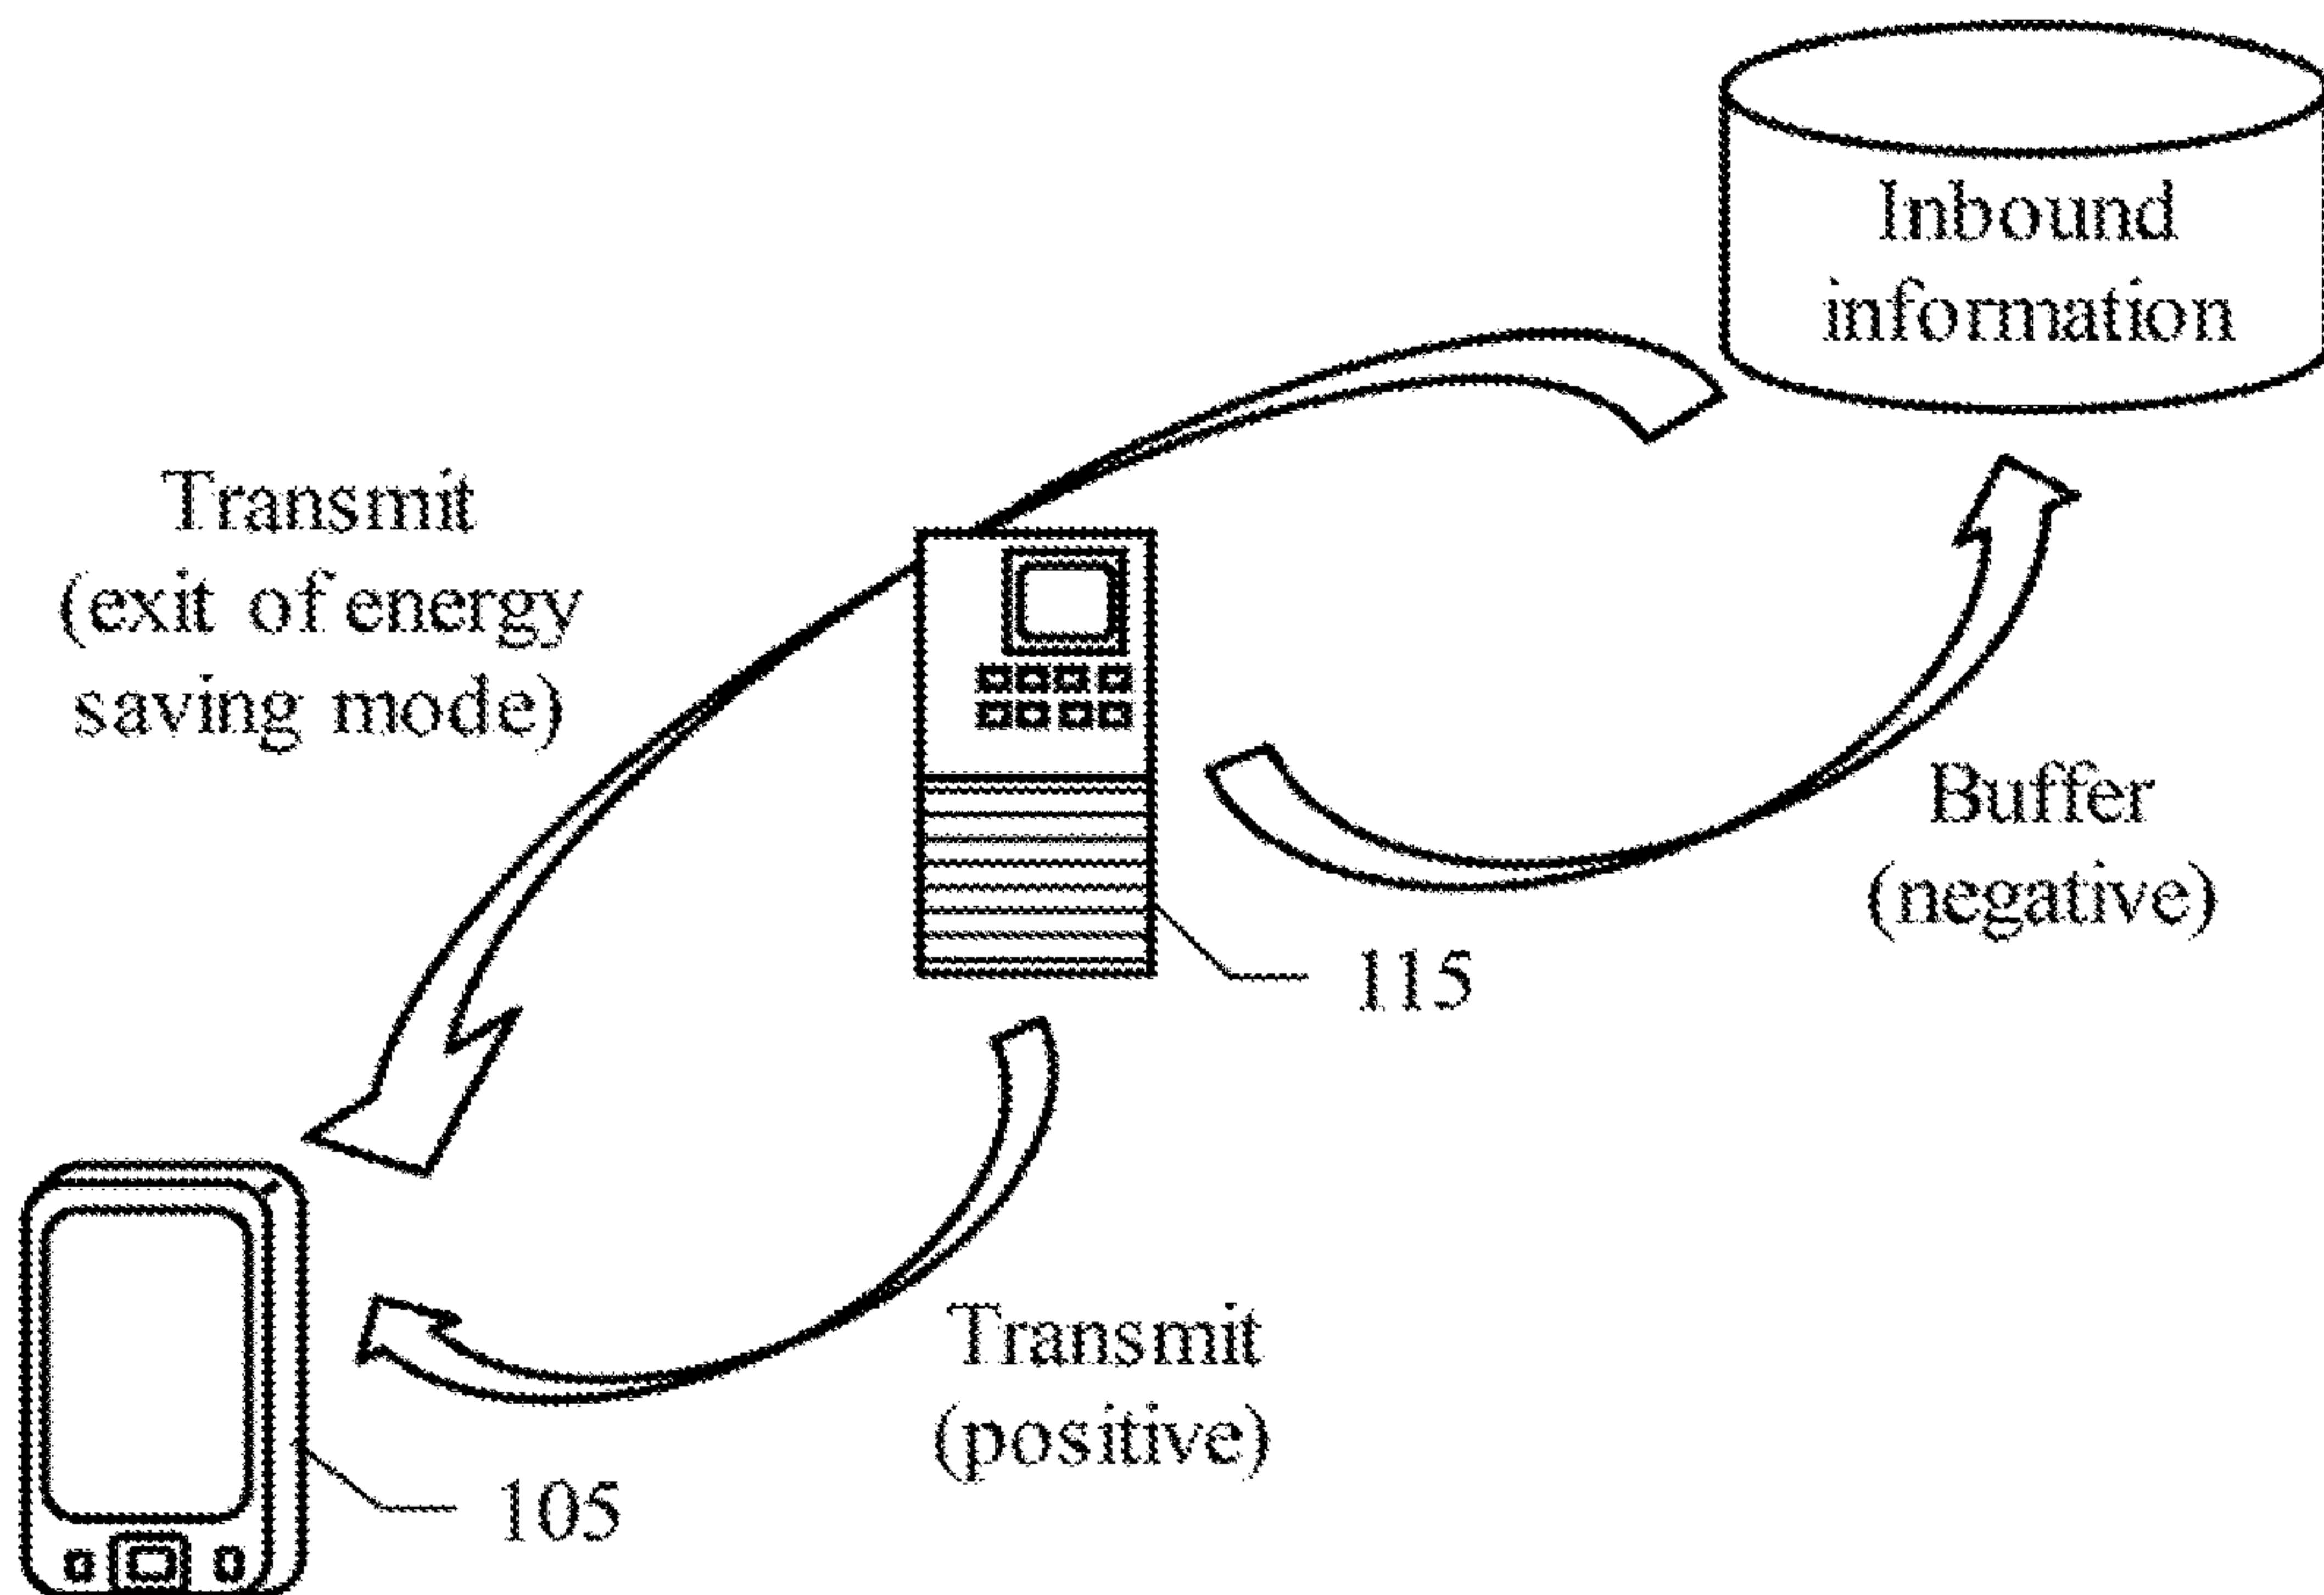 Inbound
information
Transmit
(exit of energy
saving mode)
Buffer
(negative)
115
Transmit
(positive)
105